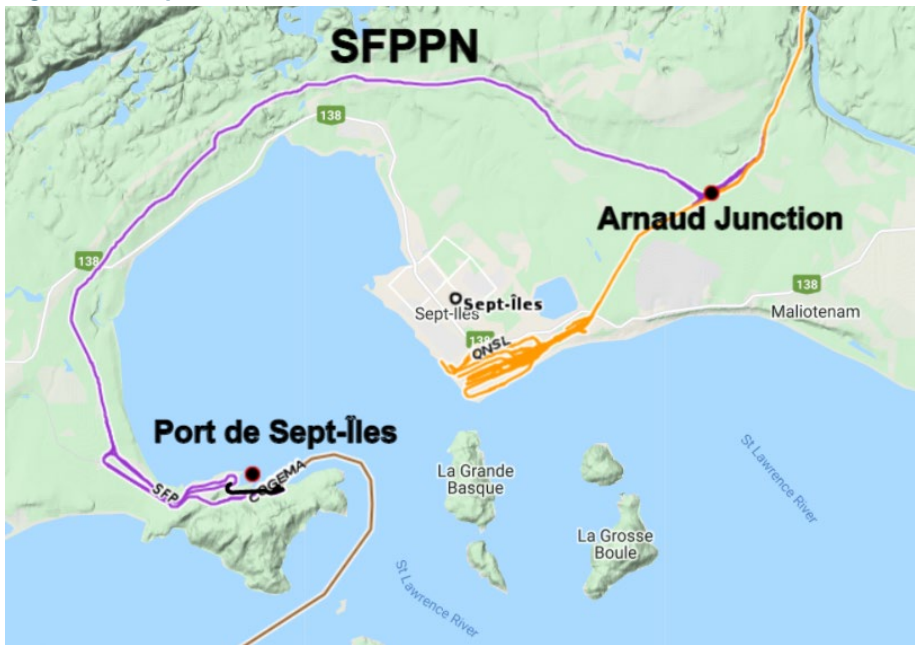 SFPPN
138
Arnaud Junction
138
138
Sept-Îles
Sept-Îles
Maliotenam
138
QNSL
Port de Sept-Îles
SFP
COGEMA
La Grande
Basque
La Grosse
Boule
St Lawrence River
St Lawrence River